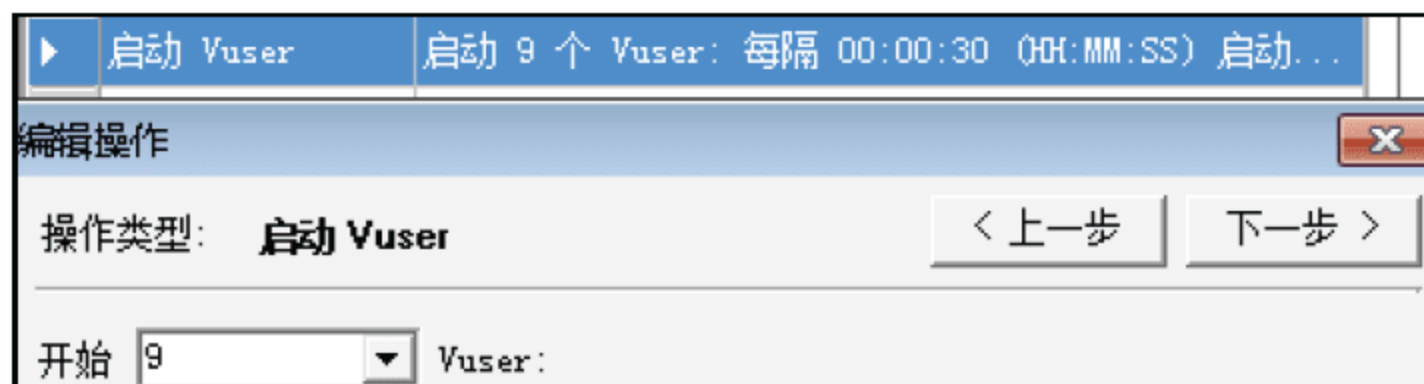 启动 Vuser 启动 9 个 Vuser: 每隔 00:00:30 (HH:MM:SS) 启动...
编辑操作
操作类型: 启动 Vuser <上一步 下一步>
开始 9 Vuser: